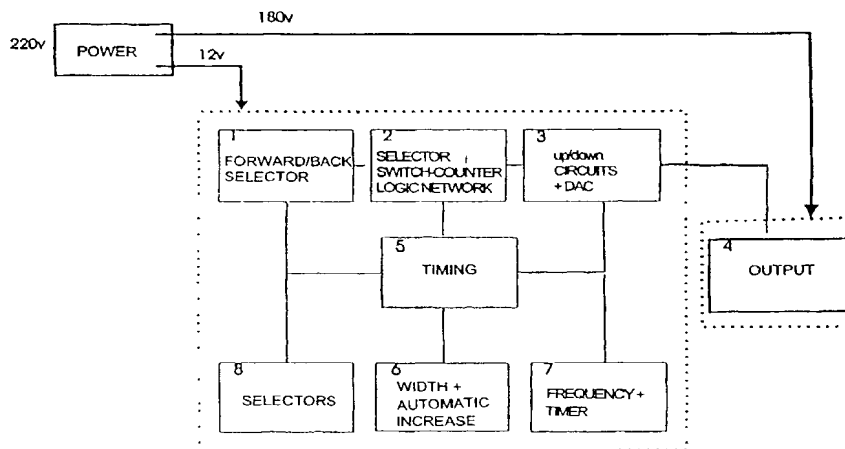 180v
220v
POWER
12v
1
FORWARD/BACK
SELECTOR
2
SELECTOR
SWITCH-COUNTER
LOGIC NETWORK
3
up/down
CIRCUITS
+ DAC
4
OUTPUT
5
TIMING
8
SELECTORS
6
WIDTH +
AUTOMATIC
INCREASE
7
FREQUENCY +
TIMER